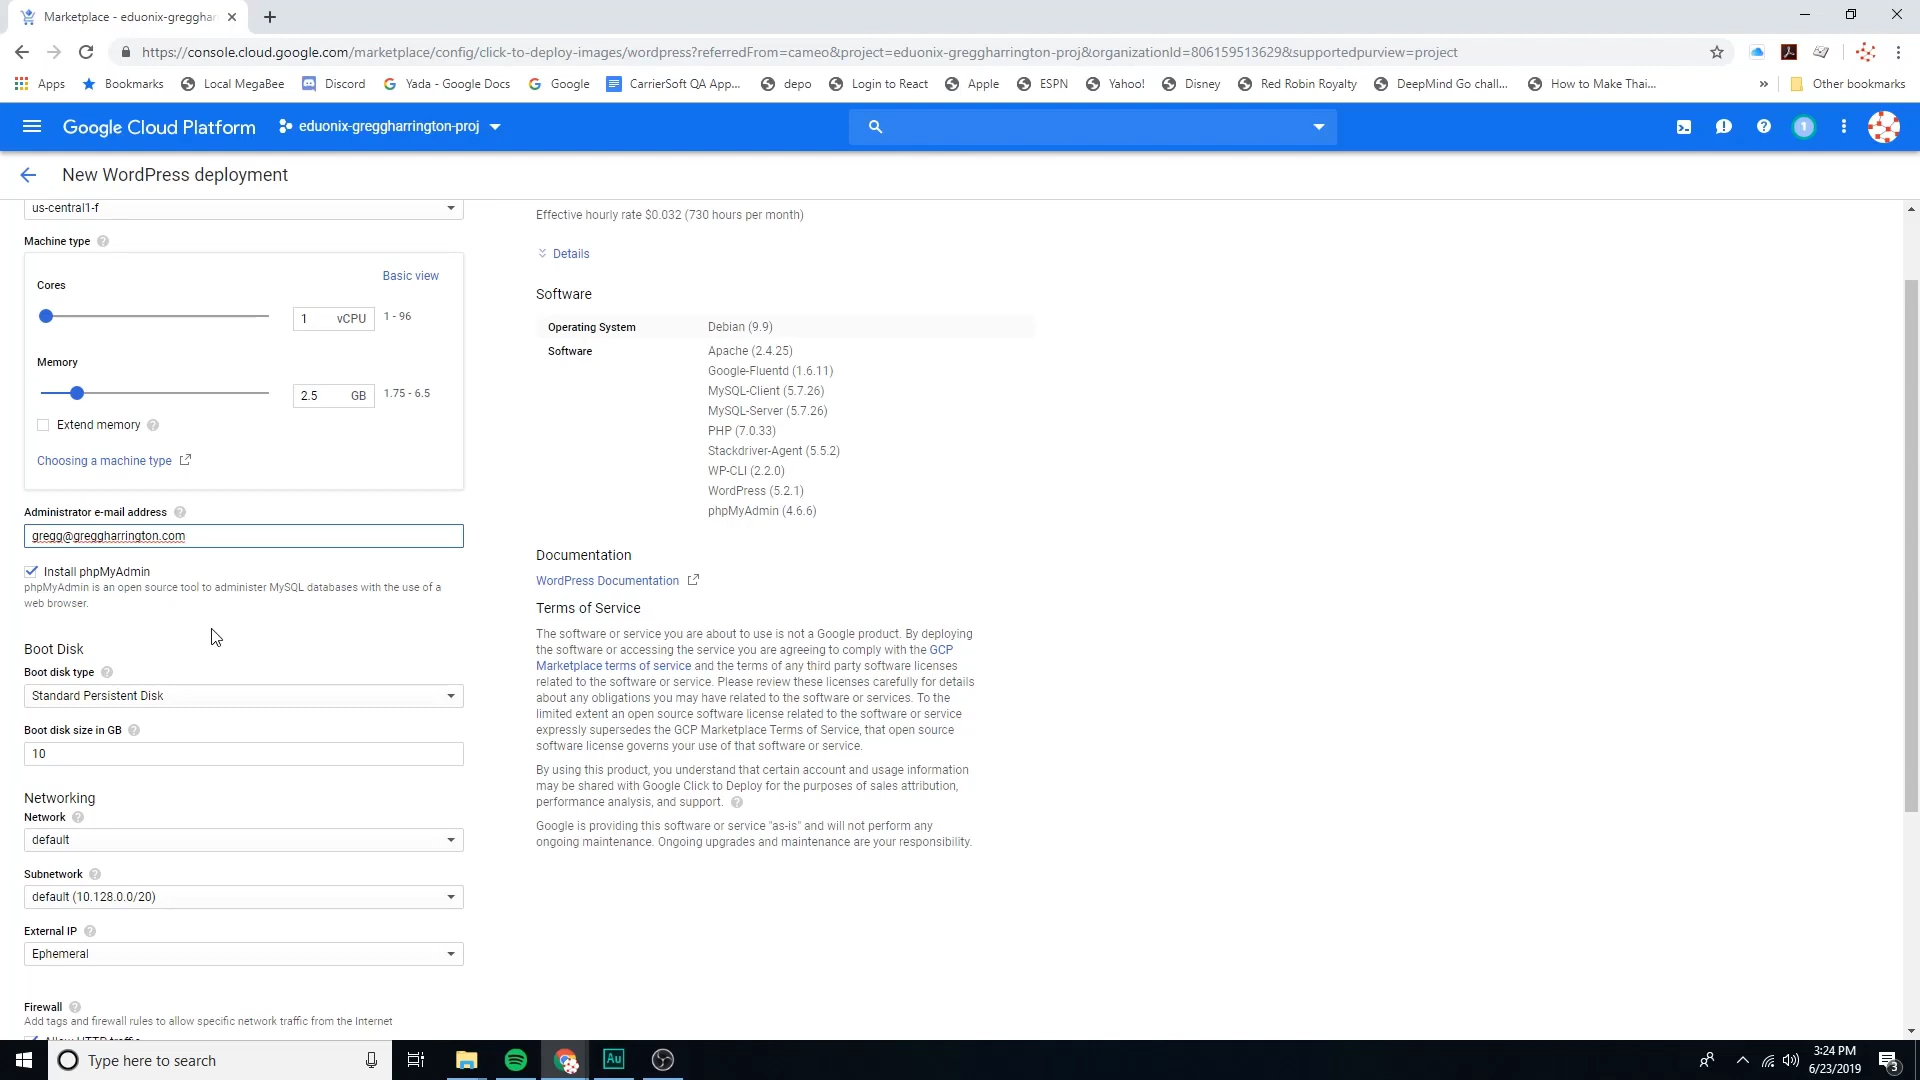 Marketplace - eduonix-greggharr
https://console.cloud.google.com/marketplace/config/click-to-deploy-images/wordpress?referredFrom=cameo&project=eduonix-greggharrington-proj&organizationId=806159513629&supportedpurview=project
Apps Bookmarks Local MegaBee Discord Yada - Google Docs Google CarrierSoft QA App... depo Login to React Apple ESPN Yahoo! Disney Red Robin Royalty DeepMind Go chall... How to Make Thai... » Other bookmarks
Google Cloud Platform eduonix-greggharrington-proj 1
New WordPress deployment
us-central1-f
Machine type
Basic view
Cores
1 vCPU 1 - 96
Memory
2.5 GB 1.75 - 6.5
Extend memory
Choosing a machine type
Administrator e-mail address
gregg@greggharrington.com
Install phpMyAdmin
phpMyAdmin is an open source tool to administer MySQL databases with the use of a
web browser.
Boot Disk
Boot disk type
Standard Persistent Disk
Boot disk size in GB
10
Networking
Network
default
Subnetwork
default (10.128.0.0/20)
External IP
Ephemeral
Firewall
Add tags and firewall rules to allow specific network traffic from the Internet
Allow HTTP traffic
Effective hourly rate $0.032 (730 hours per month)
Details
Software
Operating System Debian (9.9)
Software Apache (2.4.25)
Google-Fluentd (1.6.11)
MySQL-Client (5.7.26)
MySQL-Server (5.7.26)
PHP (7.0.33)
Stackdriver-Agent (5.5.2)
WP-CLI (2.2.0)
WordPress (5.2.1)
phpMyAdmin (4.6.6)
Documentation
WordPress Documentation
Terms of Service
The software or service you are about to use is not a Google product. By deploying
the software or accessing the service you are agreeing to comply with the GCP
Marketplace terms of service and the terms of any third party software licenses
related to the software or service. Please review these licenses carefully for details
about any obligations you may have related to the software or services. To the
limited extent an open source software license related to the software or service
expressly supersedes the GCP Marketplace Terms of Service, that open source
software license governs your use of that software or service.
By using this product, you understand that certain account and usage information
may be shared with Google Click to Deploy for the purposes of sales attribution,
performance analysis, and support.
Google is providing this software or service "as-is" and will not perform any
ongoing maintenance. Ongoing upgrades and maintenance are your responsibility.
Type here to search
Au
3:24 PM
6/23/2019
3